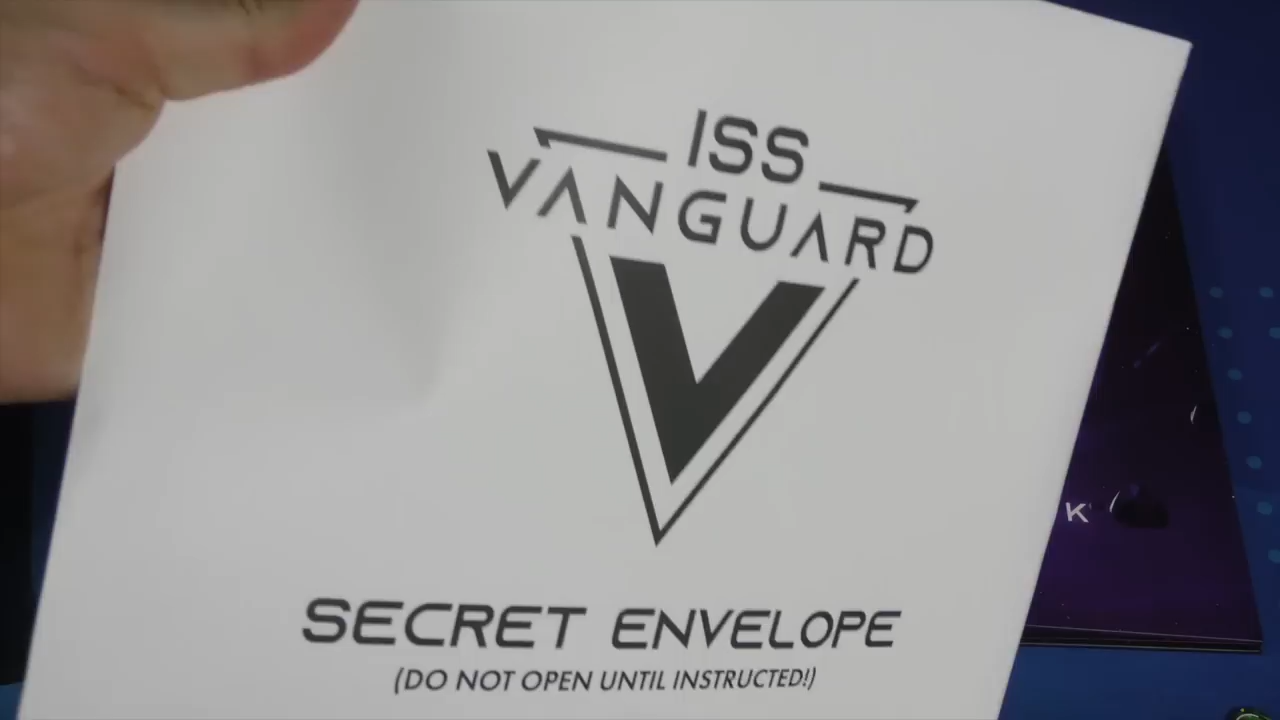 ISS
VANGUARD
V
SECRET ENVELOPE
(DO NOT OPEN UNTIL INSTRUCTED!)
K